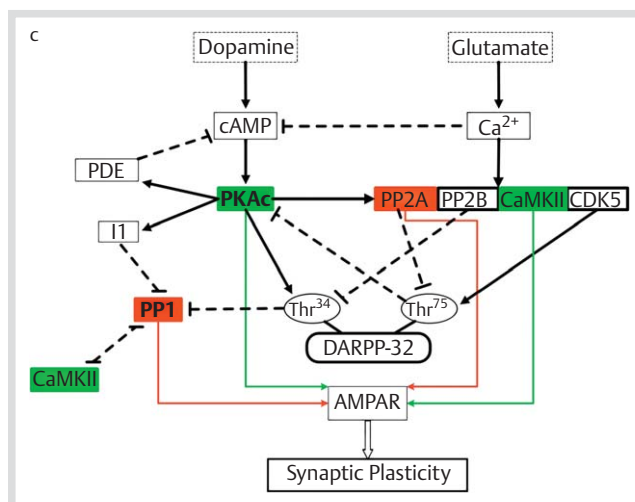 c
Dopamine
Glutamate
cAMP
Ca²⁺
PDE
PKAc
PP2A
PP2B
CaMKII
CDK5
I1
PP1
Thr³⁴
Thr⁷⁵
DARPP-32
CaMKII
AMPAR
Synaptic Plasticity